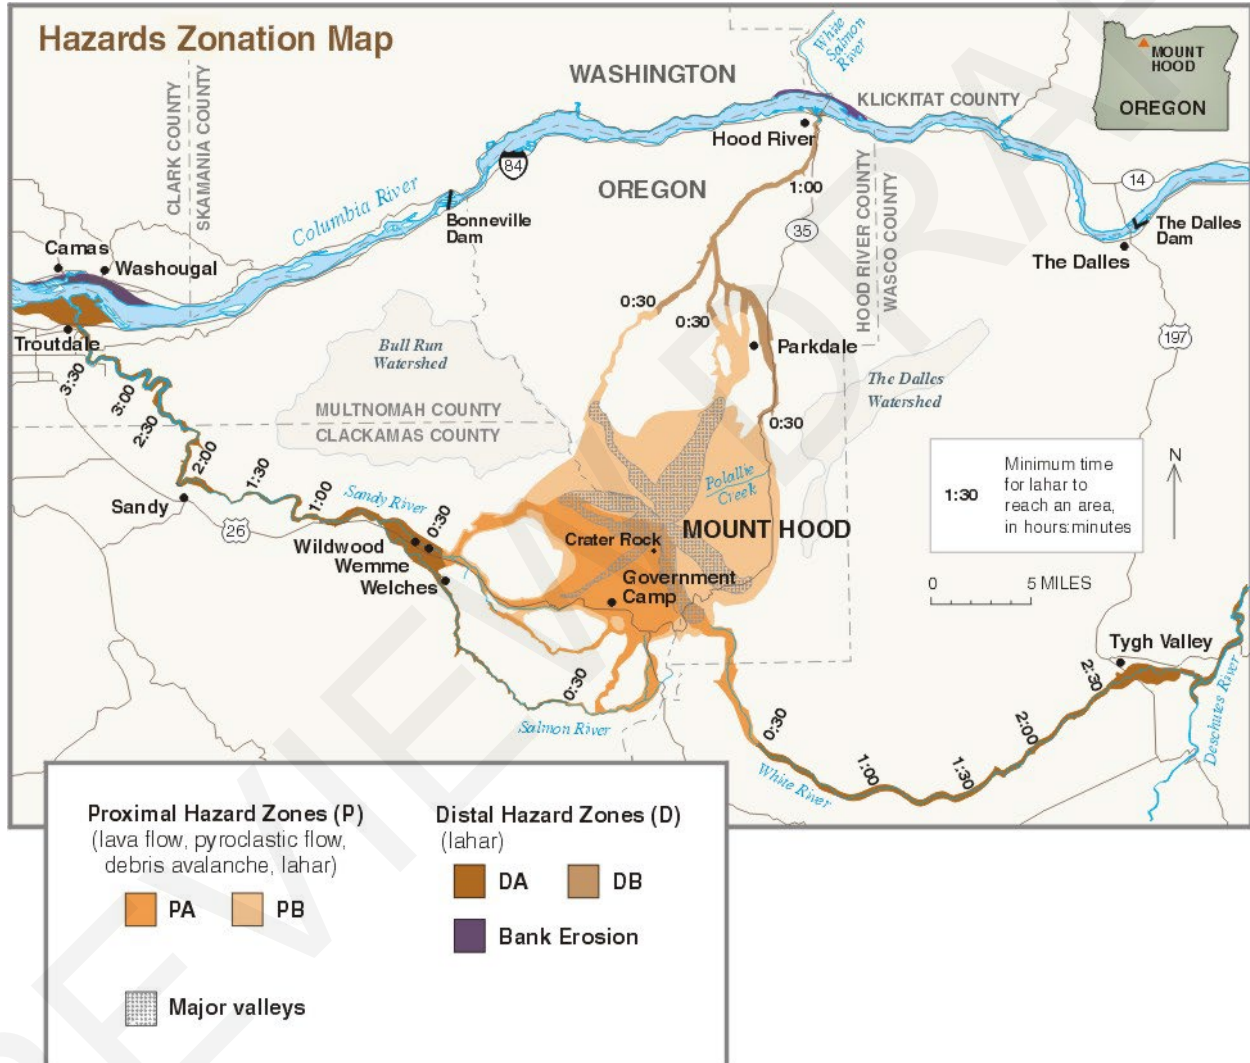 Hazards Zonation Map
WASHINGTON
White
Salmon
River
KLICKITAT COUNTY
MOUNT
HOOD
OREGON
CLARK COUNTY
SKAMANIA COUNTY
Hood River
84
OREGON
1:00
14
Columbia River
Bonneville
Dam
35
HOOD RIVER COUNTY
WASCO COUNTY
The Dalles
Dam
The Dalles
Camas
Washougal
0:30
0:30
Troutdale
Bull Run
Watershed
Parkdale
197
3:30
3:00
2:30
The Dalles
Watershed
MULTNOMAH COUNTY
CLACKAMAS COUNTY
0:30
2:00
1:30
1:00
Sandy River
0:30
Polallie
Creek
1:30
Minimum time
for lahar to
reach an area,
in hours:minutes
N
Sandy
26
MOUNT HOOD
Crater Rock
Wildwood
Wemme
Welches
Government
Camp
0
5 MILES
Tygh Valley
0:30
Salmon River
0:30
White River
1:00
1:30
2:00
2:30
Deschutes River
Proximal Hazard Zones (P)
(lava flow, pyroclastic flow,
debris avalanche, lahar)
PA
PB
Major valleys
Distal Hazard Zones (D)
(lahar)
DA
DB
Bank Erosion
REVIEW DRAF